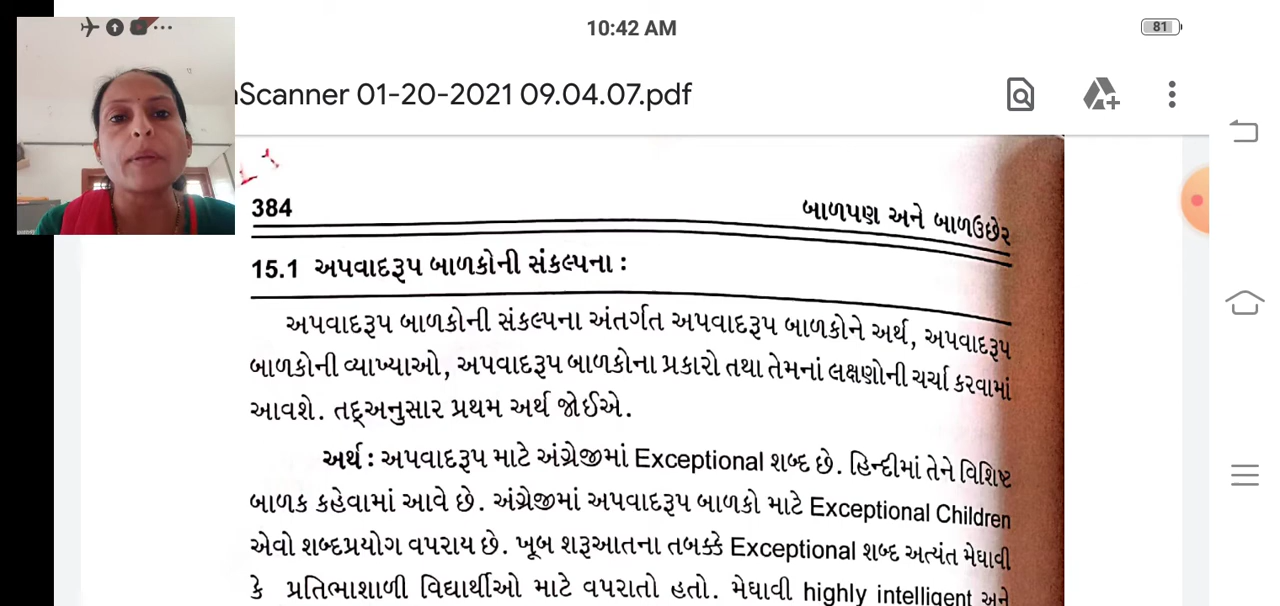 10:42 AM
81
Scanner 01-20-2021 09.04.07.pdf
384
બાળપણ અને બાળઉછેર
15.1 અપવાદરૂપ બાળકોની સંકલ્પના :
અપવાદરૂપ બાળકોની સંકલ્પના અંતર્ગત અપવાદરૂપ બાળકોને અર્થ, અપવાદરૂપ
બાળકોની વ્યાખ્યાઓ, અપવાદરૂપ બાળકોના પ્રકારો તથા તેમનાં લક્ષણોની ચર્ચા કરવામાં
આવશે. તદ્અનુસાર પ્રથમ અર્થ જોઈએ.
અર્થ : અપવાદરૂપ માટે અંગ્રેજીમાં Exceptional શબ્દ છે. હિન્દીમાં તેને વિશિષ્ટ
બાળક કહેવામાં આવે છે. અંગ્રેજીમાં અપવાદરૂપ બાળકો માટે Exceptional Children
એવો શબ્દપ્રયોગ વપરાય છે. ખૂબ શરૂઆતના તબક્કે Exceptional શબ્દ અત્યંત મેઘાવી
કે પ્રતિભાશાળી વિદ્યાર્થીઓ માટે વપરાતો હતો. મેઘાવી highly intelligent અને